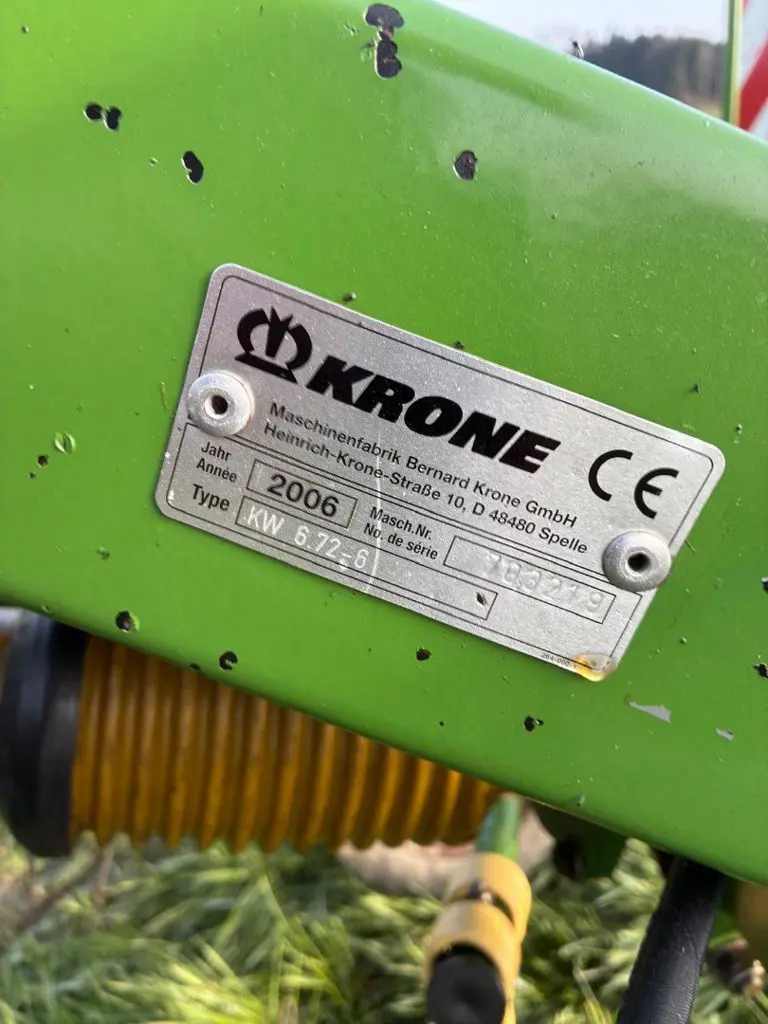 KRONE
CE
Maschinenfabrik Bernard Krone GmbH
Heinrich-Krone-Straße 10, D 48480 Spelle
Jahr
Année
2006
Masch.Nr.
No. de série
783219
Type
KW 6.72-6